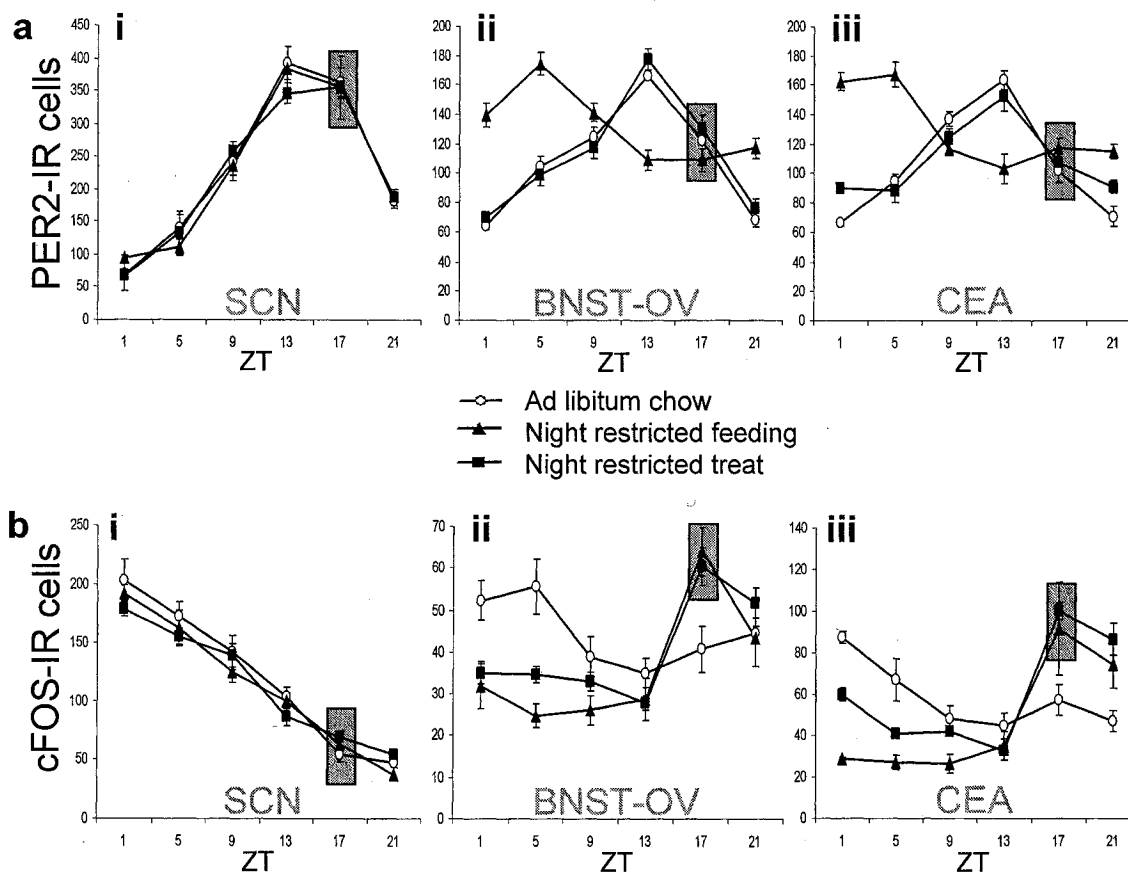 a i ii iii
PER2-IR cells
450
400
350
300
250
200
150
100
50
0
SCN
1 5 9 13 17 21
ZT
200
180
160
140
120
100
80
60
40
20
0
BNST-OV
1 5 9 13 17 21
ZT
200
180
160
140
120
100
80
60
40
20
0
CEA
1 5 9 13 17 21
ZT
Ad libitum chow
Night restricted feeding
Night restricted treat
b i ii iii
cFOS-IR cells
250
200
150
100
50
0
SCN
1 5 9 13 17 21
ZT
70
60
50
40
30
20
10
0
BNST-OV
1 5 9 13 17 21
ZT
140
120
100
80
60
40
20
0
CEA
1 5 9 13 17 21
ZT